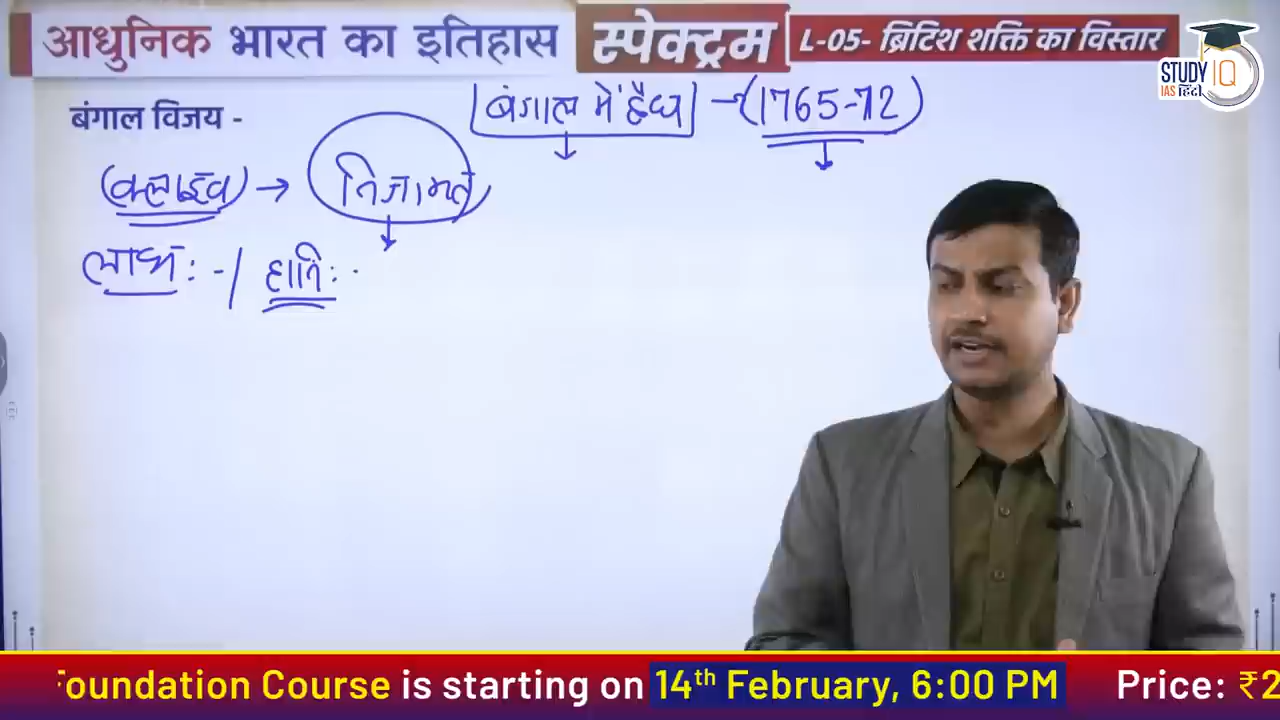 आधुनिक भारत का इतिहास स्पेक्ट्रम L-05- ब्रिटिश शक्ति का विस्तार
STUDY IQ
IAS हिंदी
बंगाल में द्वैध → (1765-72)
बंगाल विजय -
(क्लाइव) → निजामत
लाभ: - / हानि: -
Foundation Course is starting on 14th February, 6:00 PM Price: ₹2